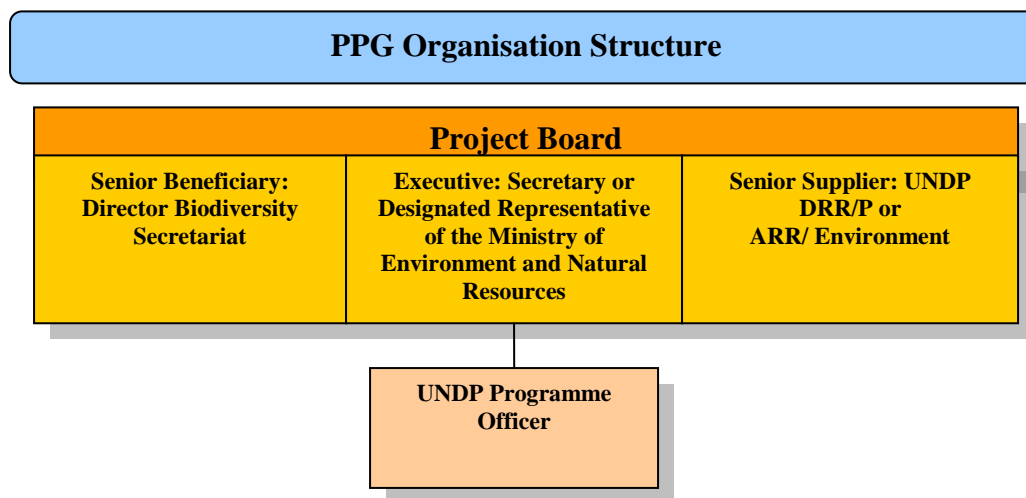 PPG Organisation Structure
Project Board
Senior Beneficiary:
Director Biodiversity
Secretariat
Executive: Secretary or
Designated Representative
of the Ministry of
Environment and Natural
Resources
Senior Supplier: UNDP
DRR/P or
ARR/ Environment
UNDP Programme
Officer